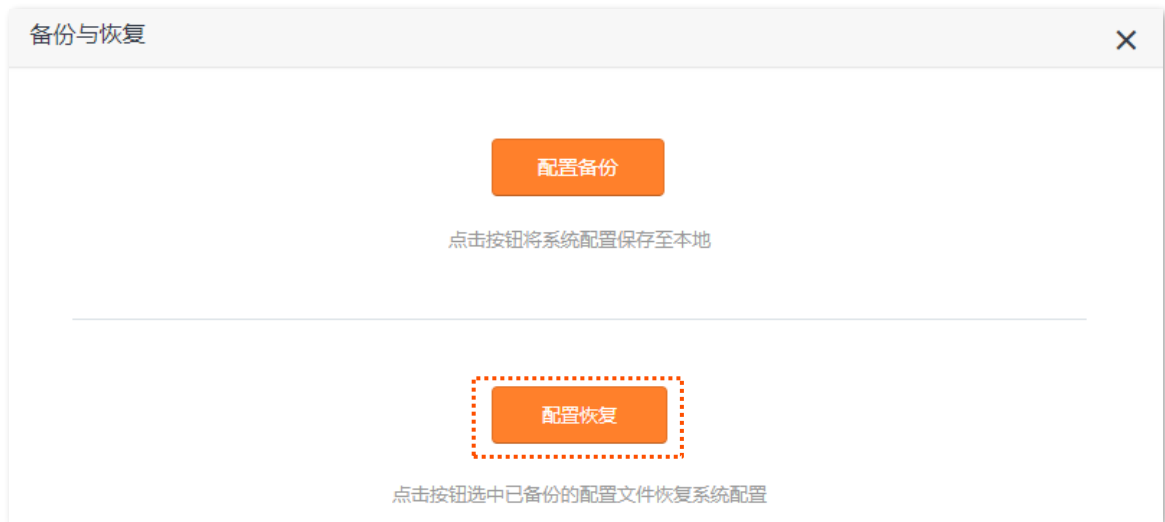 备份与恢复
配置备份
点击按钮将系统配置保存至本地
配置恢复
点击按钮选中已备份的配置文件恢复系统配置